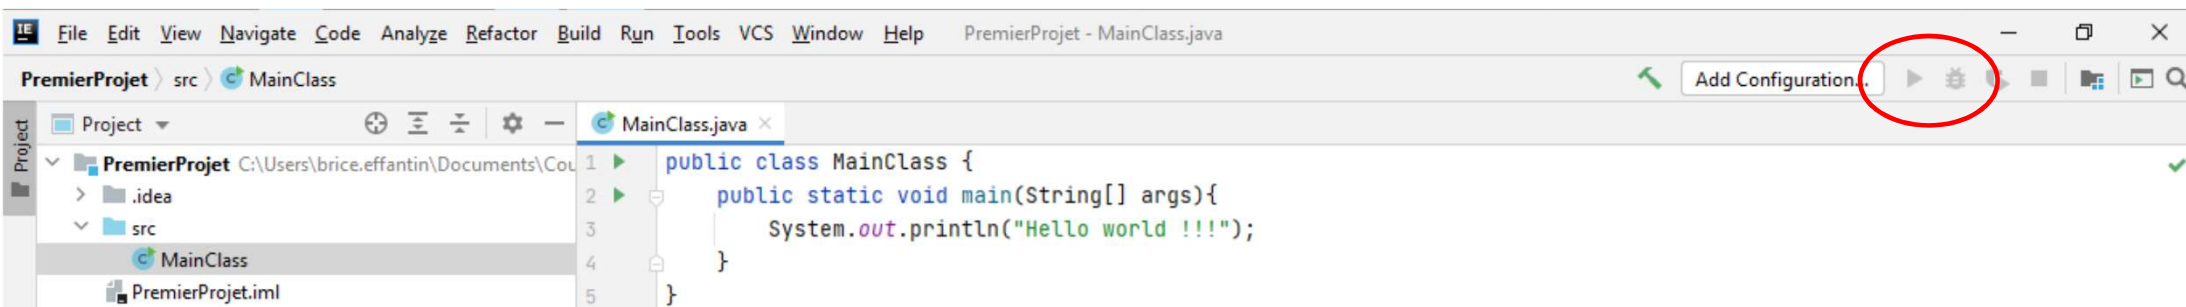 IE File Edit View Navigate Code Analyze Refactor Build Run Tools VCS Window Help PremierProjet - MainClass.java
PremierProjet src MainClass Add Configuration...
Project MainClass.java
Project
PremierProjet C:\Users\brice.effantin\Documents\Cou 1 public class MainClass {
.idea 2 public static void main(String[] args){
src 3 System.out.println("Hello world !!!");
MainClass 4 }
PremierProjet.iml 5 }